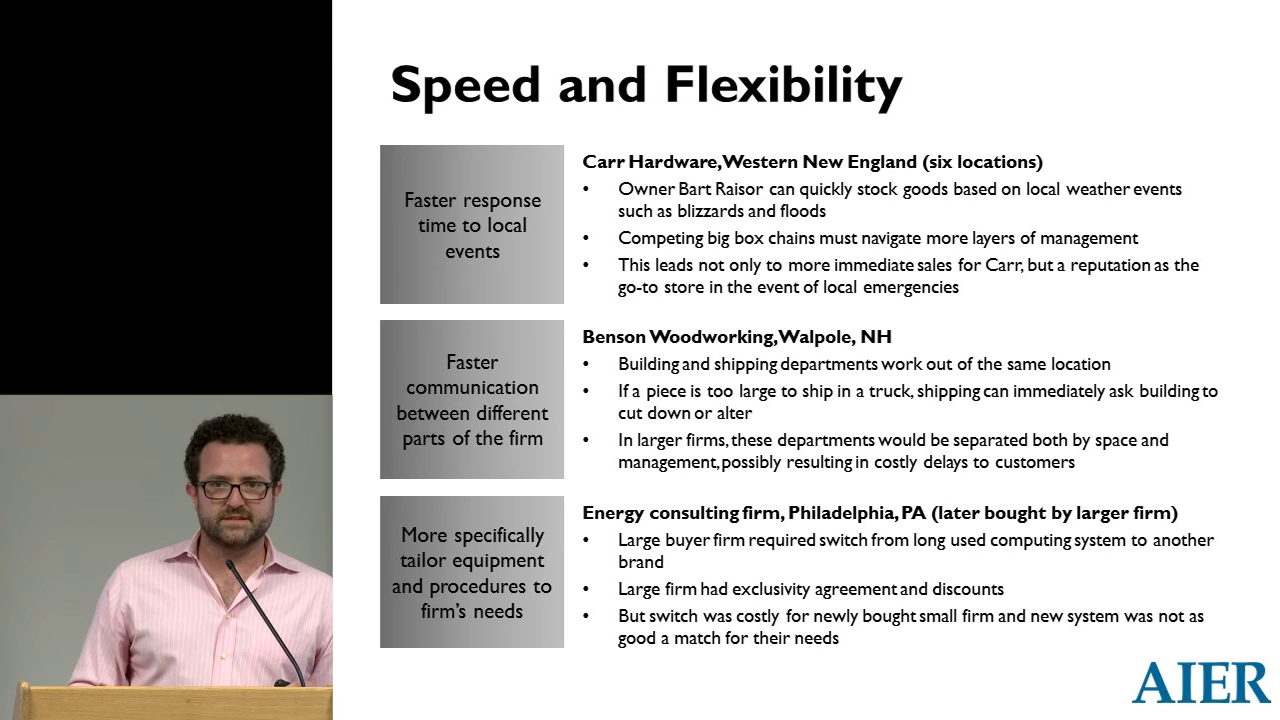 Speed and Flexibility
Faster response
time to local
events
Carr Hardware, Western New England (six locations)
• Owner Bart Raisor can quickly stock goods based on local weather events
such as blizzards and floods
• Competing big box chains must navigate more layers of management
• This leads not only to more immediate sales for Carr, but a reputation as the
go-to store in the event of local emergencies
Faster
communication
between different
parts of the firm
Benson Woodworking, Walpole, NH
• Building and shipping departments work out of the same location
• If a piece is too large to ship in a truck, shipping can immediately ask building to
cut down or alter
• In larger firms, these departments would be separated both by space and
management, possibly resulting in costly delays to customers
More specifically
tailor equipment
and procedures to
firm's needs
Energy consulting firm, Philadelphia, PA (later bought by larger firm)
• Large buyer firm required switch from long used computing system to another
brand
• Large firm had exclusivity agreement and discounts
• But switch was costly for newly bought small firm and new system was not as
good a match for their needs
AIER